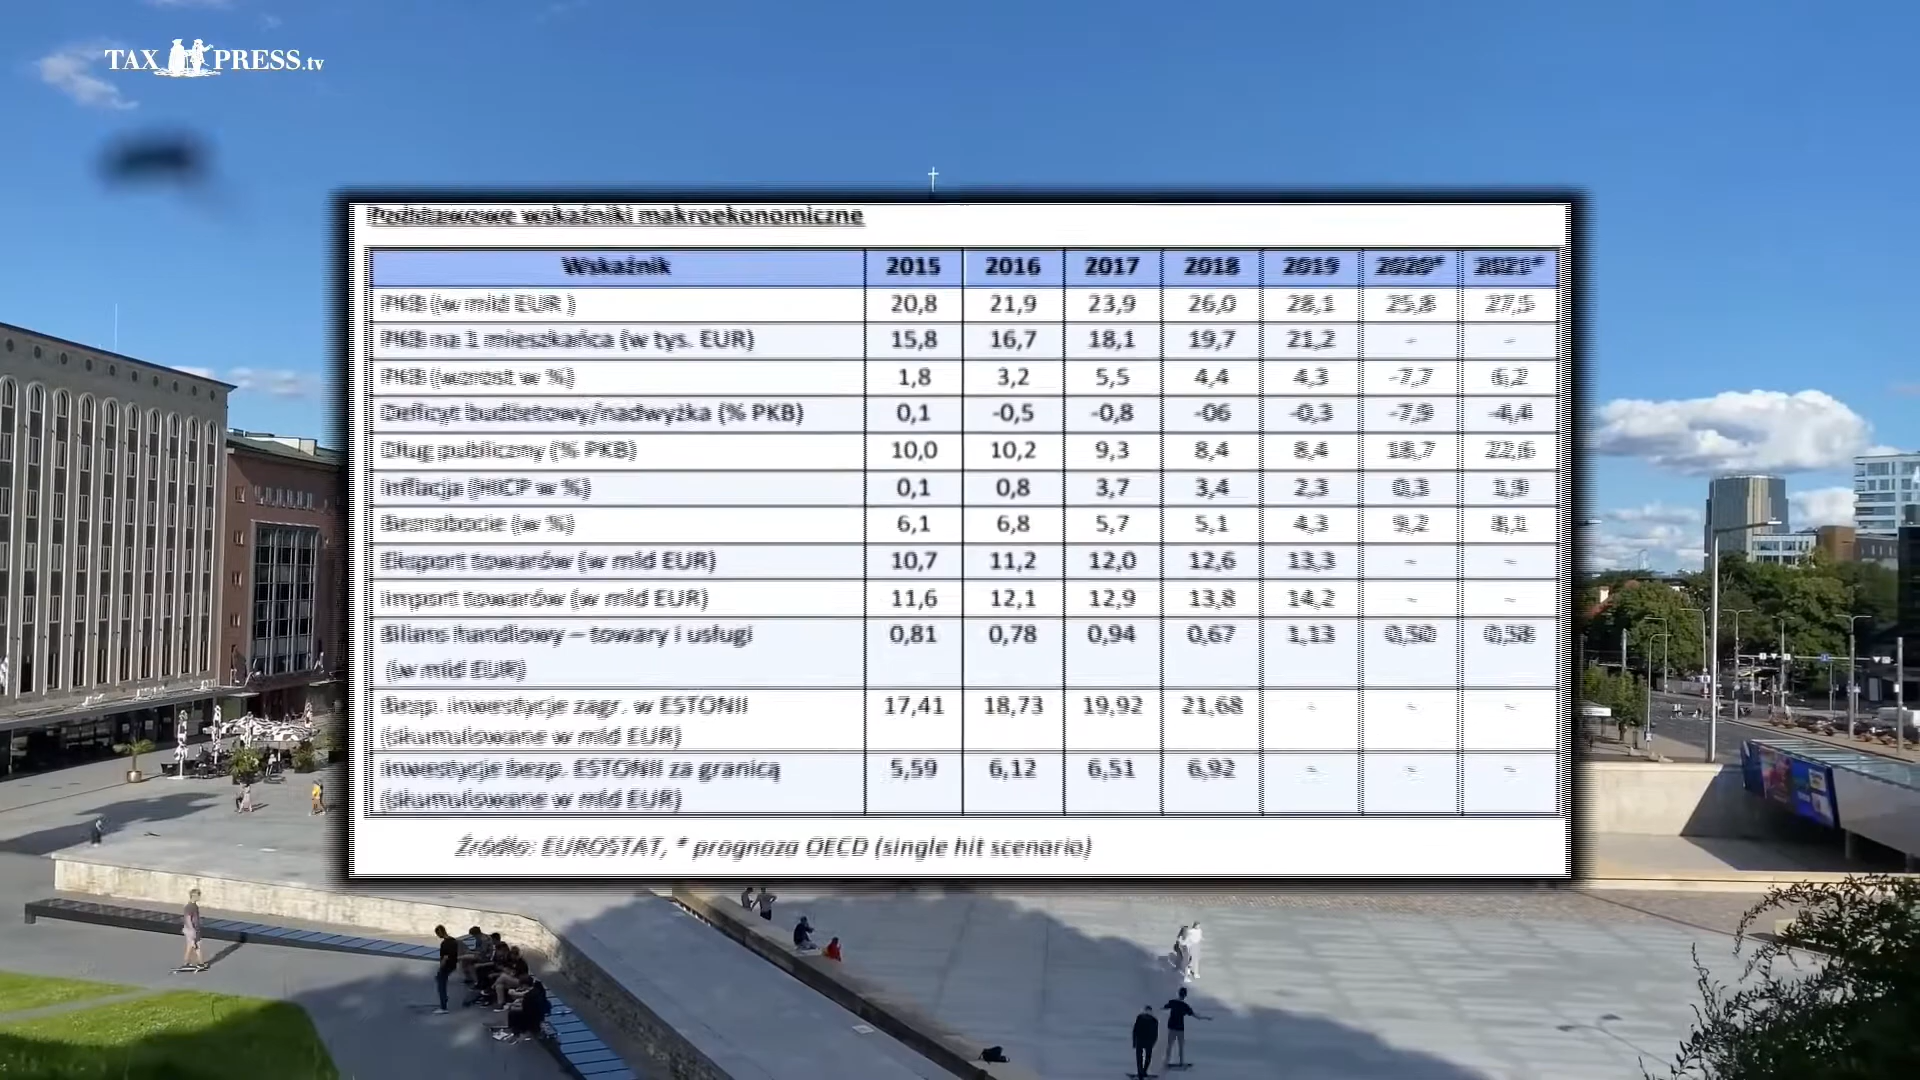 TAX PRESS.tv
Podstawowe wskaźniki makroekonomiczne
Wskaźnik 2015 2016 2017 2018 2019 2020* 2021*
PKB (w mld EUR ) 20,8 21,9 23,9 26,0 28,1 25,8 27,5
PKB na 1 mieszkańca (w tys. EUR) 15,8 16,7 18,1 19,7 21,2 - -
PKB (wzrost w %) 1,8 3,2 5,5 4,4 4,3 -7,7 6,2
Deficyt budżetowy/nadwyżka (% PKB) 0,1 -0,5 -0,8 -06 -0,3 -7,9 -4,4
Dług publiczny (% PKB) 10,0 10,2 9,3 8,4 8,4 18,7 22,6
Inflacja (HICP w %) 0,1 0,8 3,7 3,4 2,3 0,3 1,9
Bezrobocie (w %) 6,1 6,8 5,7 5,1 4,3 9,2 8,1
Eksport towarów (w mld EUR) 10,7 11,2 12,0 12,6 13,3 - -
Import towarów (w mld EUR) 11,6 12,1 12,9 13,8 14,2 - -
Bilans handlowy – towary i usługi 0,81 0,78 0,94 0,67 1,13 0,50 0,58
(w mld EUR)
Bezp. inwestycje zagr. w ESTONII 17,41 18,73 19,92 21,68 - - -
(skumulowane w mld EUR)
Inwestycje bezp. ESTONII za granicą 5,59 6,12 6,51 6,92 - - -
(skumulowane w mld EUR)
Źródło: EUROSTAT, * prognoza OECD (single hit scenario)